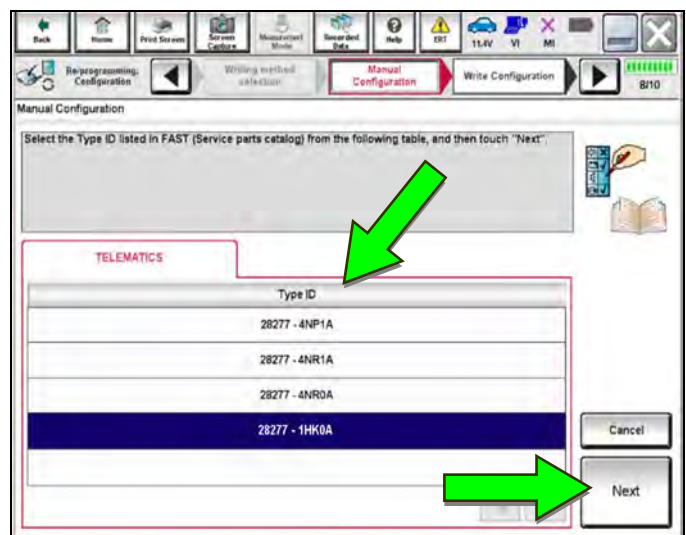 Back
Home
Print Screen
Screen
Capture
Measurement
Mode
Recorded
Data
Help
ERT
11.4V
VI
MI
Re/programming,
Configuration
Writing method
selection
Manual
Configuration
Write Configuration
8/10
Manual Configuration
Select the Type ID listed in FAST (Service parts catalog) from the following table, and then touch "Next".
TELEMATICS
Type ID
28277 - 4NP1A
28277 - 4NR1A
28277 - 4NR0A
28277 - 1HK0A
Cancel
Next